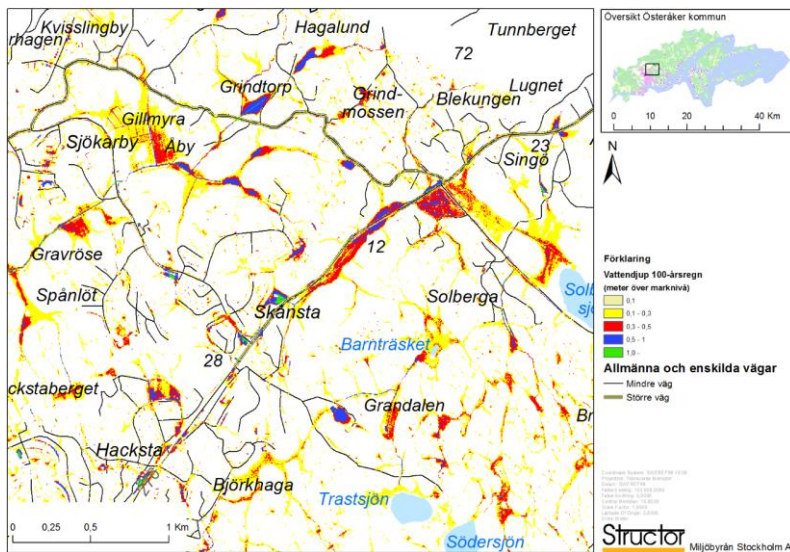 Kvisslingby
rhagen
Hagalund
Tunnberget
72
Grindtorp
Grind-
mossen
Lugnet
Blekungen
Gillmyra
Sjökarby
Åby
23
Singö
Gravröse
12
Spånlöt
Skånsta
Solberga
Solb
sjö
Barnträsket
28
ckstaberget
Grandalen
Br
Hacksta
Björkhaga
Trastsjön
Södersjön
0 0,25 0,5 1 Km
Översikt Österåker kommun
0 10 20 40 Km
N
Förklaring
Vattendjup 100-årsregn
(meter över marknivå)
0,1
0,1 - 0,3
0,3 - 0,5
0,5 - 1
1,0 -
Allmänna och enskilda vägar
Mindre väg
Större väg
Structor Miljöbyrån Stockholm A